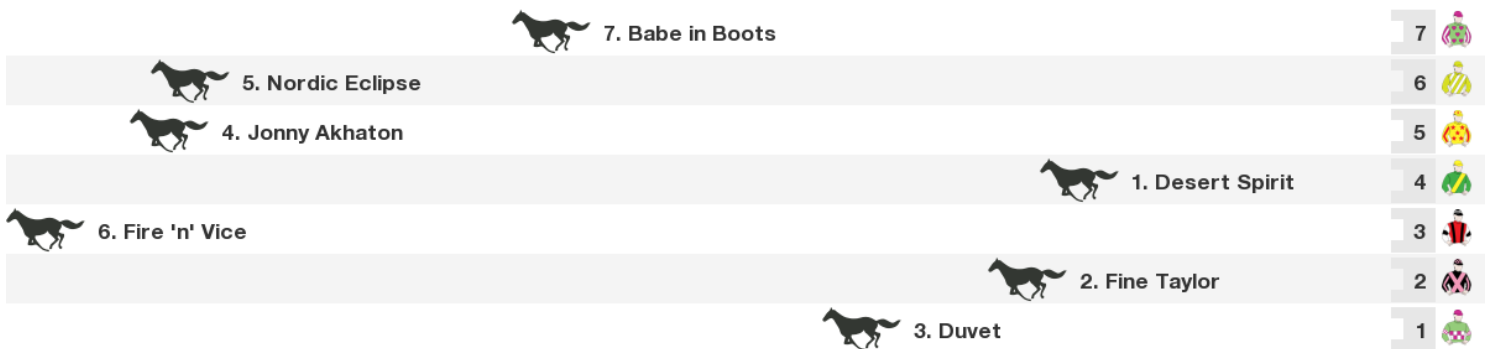 7. Babe in Boots 7
5. Nordic Eclipse 6
4. Jonny Akhaton 5
1. Desert Spirit 4
6. Fire 'n' Vice 3
2. Fine Taylor 2
3. Duvet 1